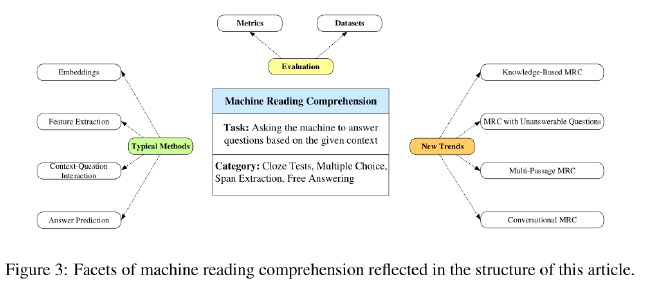 Metrics
Datasets
Evaluation
Embeddings
Feature Extraction
Typical Methods
Context-Question
Interaction
Answer Prediction
Machine Reading Comprehension
Task: Asking the machine to answer
questions based on the given context
Category: Cloze Tests, Multiple Choice,
Span Extraction, Free Answering
New Trends
Knowledge-Based MRC
MRC with Unanswerable Questions
Multi-Passage MRC
Conversational MRC
Figure 3: Facets of machine reading comprehension reflected in the structure of this article.